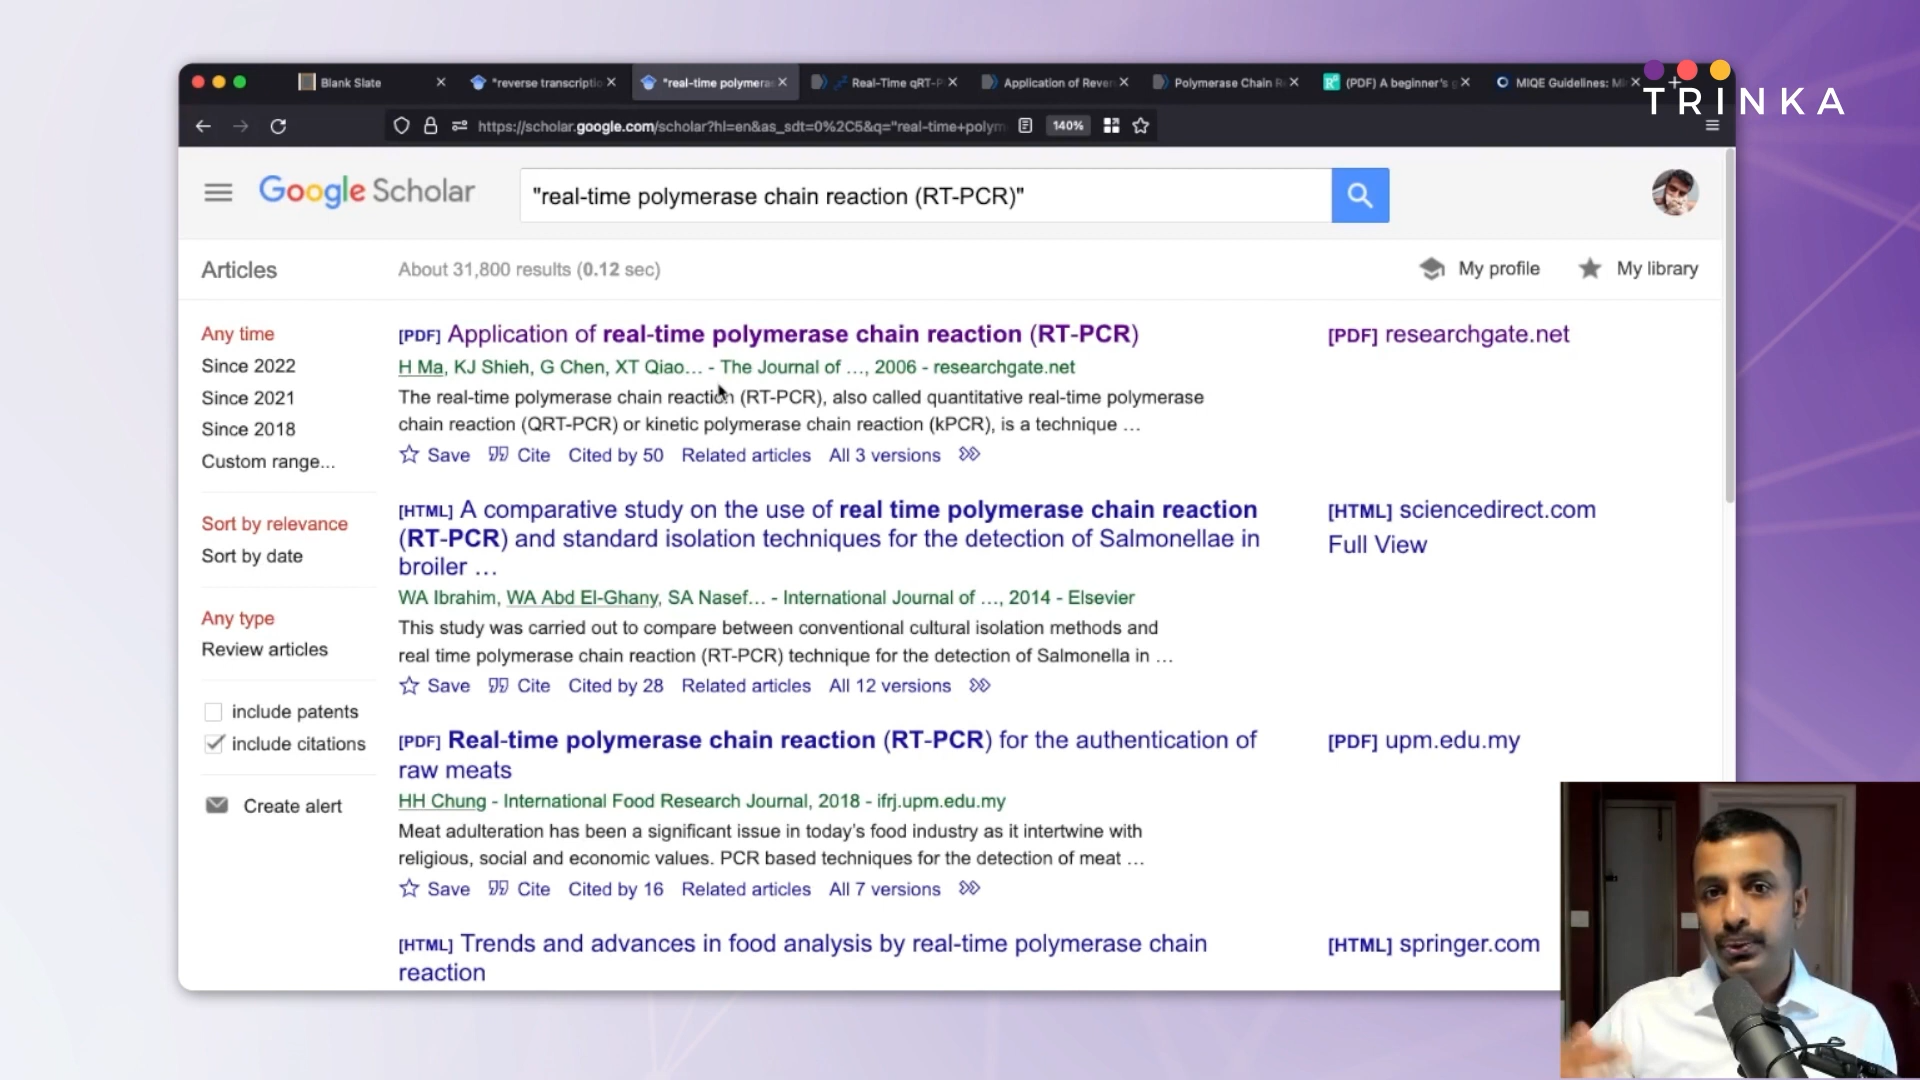 TRINKA
Blank Slate
"reverse transcriptio
"real-time polymeras
Real-Time qRT-P
Application of Rever
Polymerase Chain R
(PDF) A beginner's g
MIQE Guidelines: Mi
https://scholar.google.com/scholar?hl=en&as_sdt=0%2C5&q="real-time+polym
140%
Google Scholar
"real-time polymerase chain reaction (RT-PCR)"
Articles
About 31,800 results (0.12 sec)
My profile
My library
Any time
Since 2022
Since 2021
Since 2018
Custom range...
Sort by relevance
Sort by date
Any type
Review articles
include patents
include citations
Create alert
[PDF] Application of real-time polymerase chain reaction (RT-PCR)
[PDF] researchgate.net
H Ma, KJ Shieh, G Chen, XT Qiao... - The Journal of ..., 2006 - researchgate.net
The real-time polymerase chain reaction (RT-PCR), also called quantitative real-time polymerase
chain reaction (QRT-PCR) or kinetic polymerase chain reaction (kPCR), is a technique ...
Save Cite Cited by 50 Related articles All 3 versions
[HTML] A comparative study on the use of real time polymerase chain reaction
(RT-PCR) and standard isolation techniques for the detection of Salmonellae in
broiler ...
[HTML] sciencedirect.com
Full View
WA Ibrahim, WA Abd El-Ghany, SA Nasef... - International Journal of ..., 2014 - Elsevier
This study was carried out to compare between conventional cultural isolation methods and
real time polymerase chain reaction (RT-PCR) technique for the detection of Salmonella in ...
Save Cite Cited by 28 Related articles All 12 versions
[PDF] Real-time polymerase chain reaction (RT-PCR) for the authentication of
raw meats
[PDF] upm.edu.my
HH Chung - International Food Research Journal, 2018 - ifrj.upm.edu.my
Meat adulteration has been a significant issue in today's food industry as it intertwine with
religious, social and economic values. PCR based techniques for the detection of meat ...
Save Cite Cited by 16 Related articles All 7 versions
[HTML] Trends and advances in food analysis by real-time polymerase chain
reaction
[HTML] springer.com